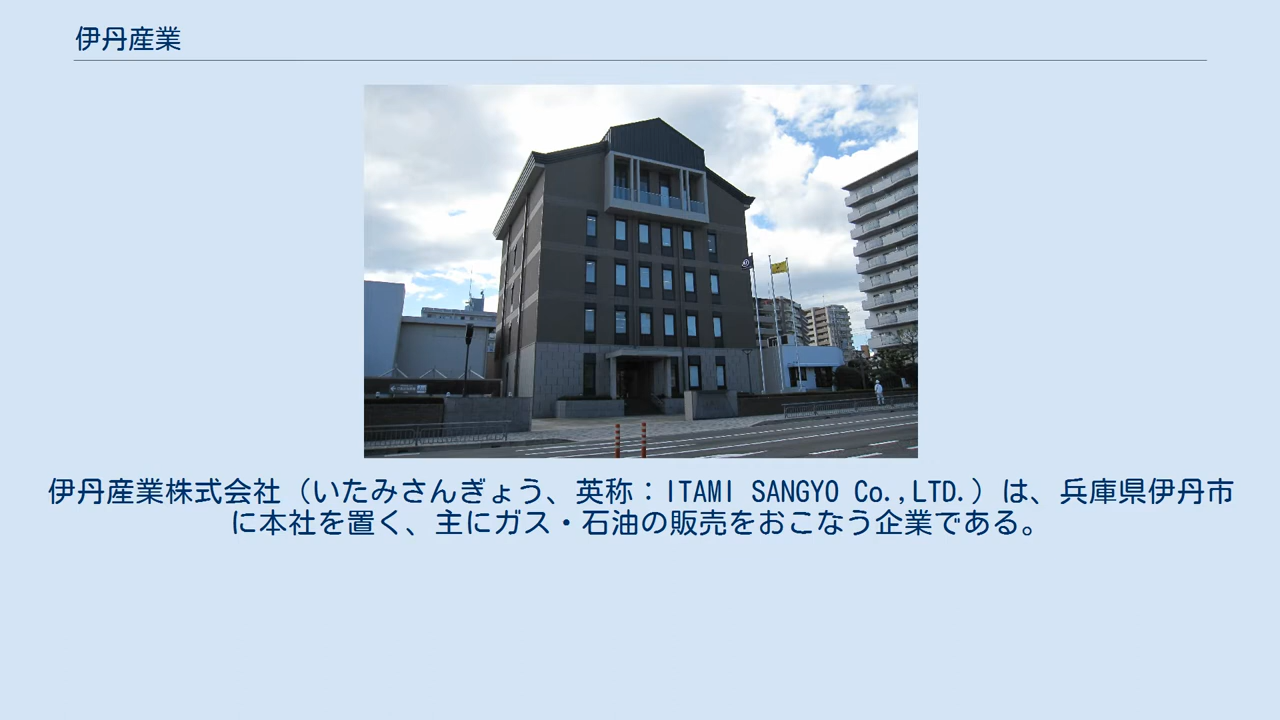 伊丹産業
伊丹産業株式会社（いたみさんぎょう、英称：ITAMI SANGYO Co.,LTD.）は、兵庫県伊丹市
に本社を置く、主にガス・石油の販売をおこなう企業である。